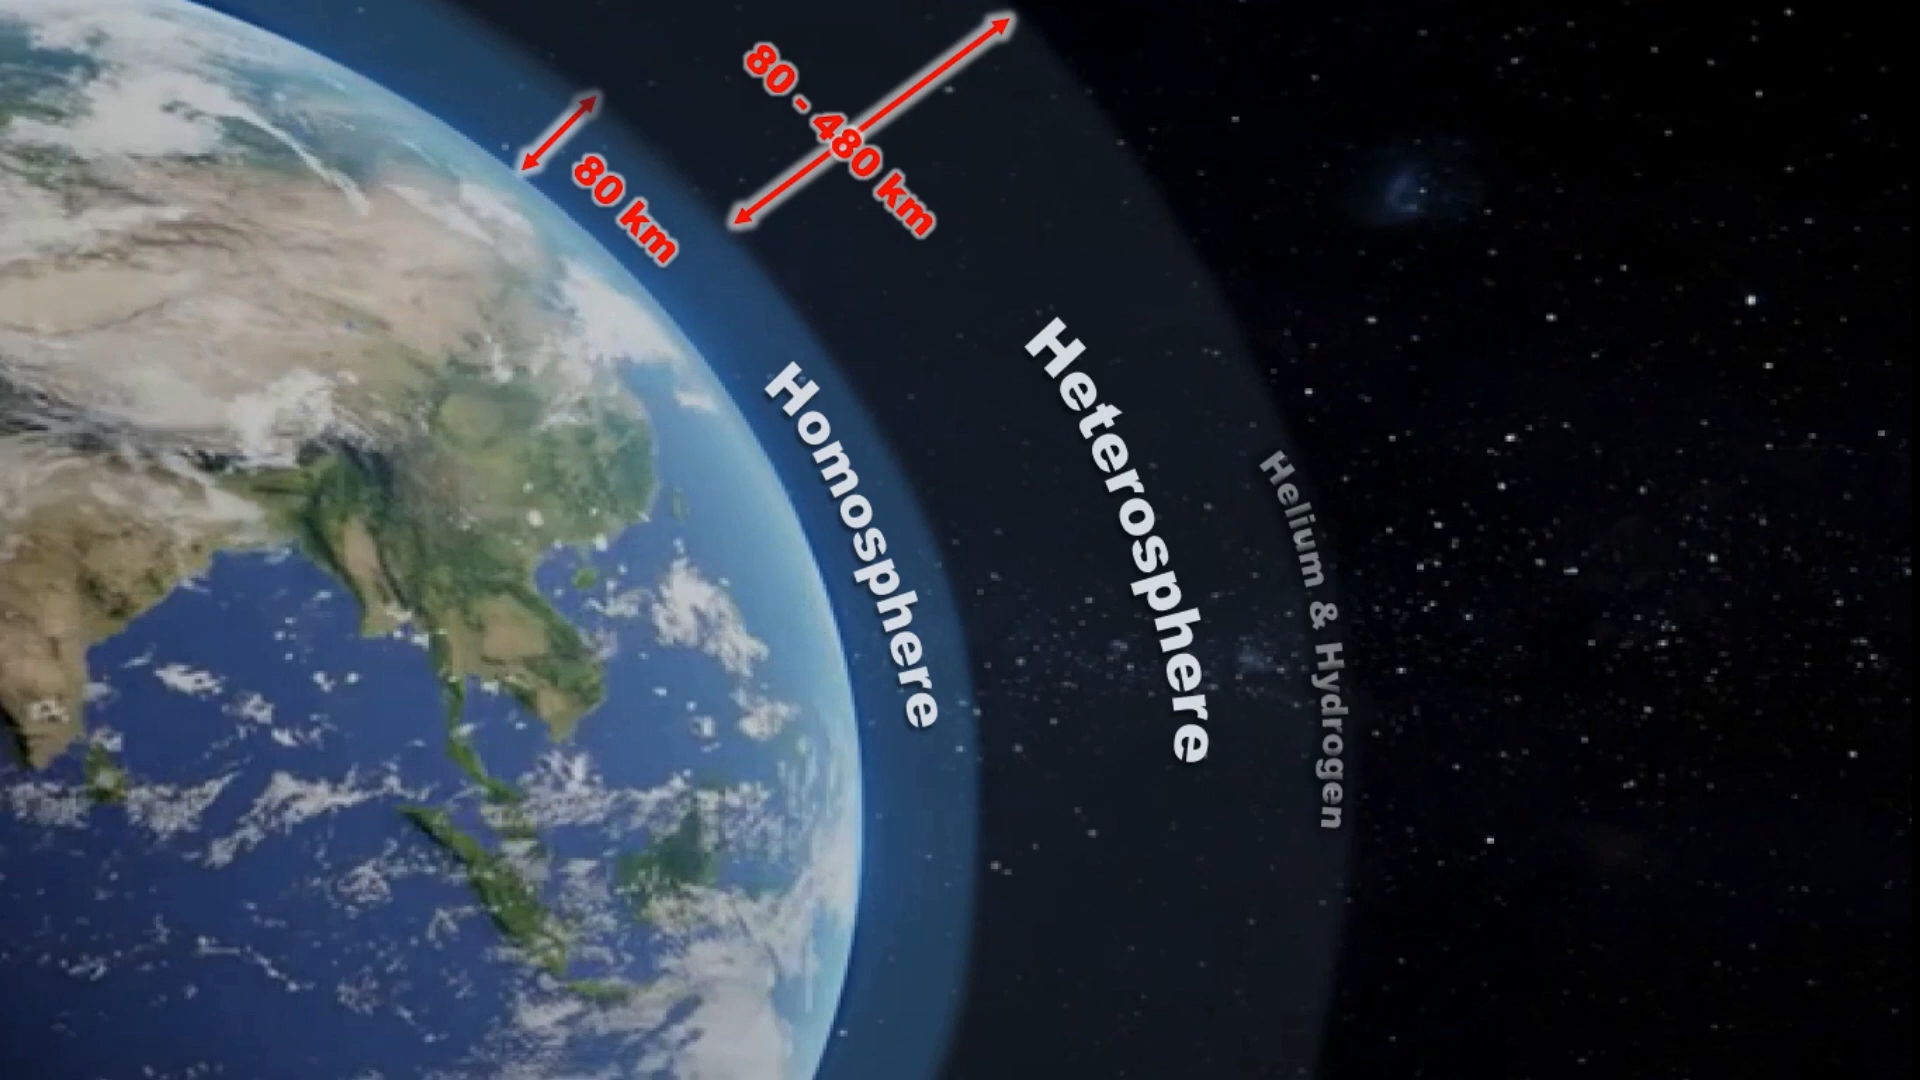 80 km
80 - 480 km
Homosphere
Heterosphere
Helium & Hydrogen